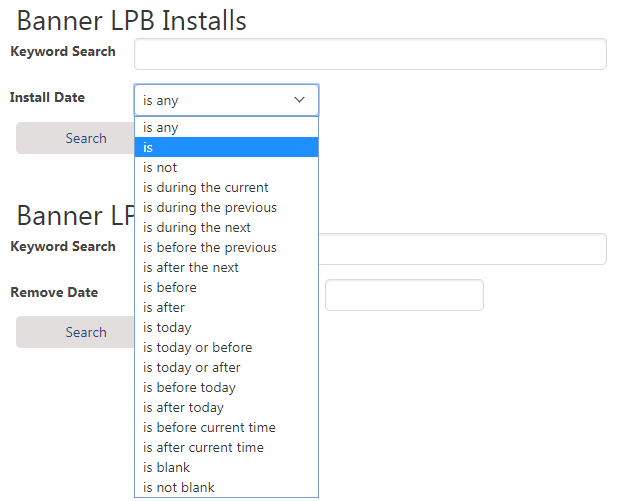 Banner LPB Installs
Keyword Search
Install Date
is any
is any
is
is not
is during the current
is during the previous
is during the next
is before the previous
is after the next
is before
is after
is today
is today or before
is today or after
is before today
is after today
is before current time
is after current time
is blank
is not blank
Search
Banner LP
Keyword Search
Remove Date
Search